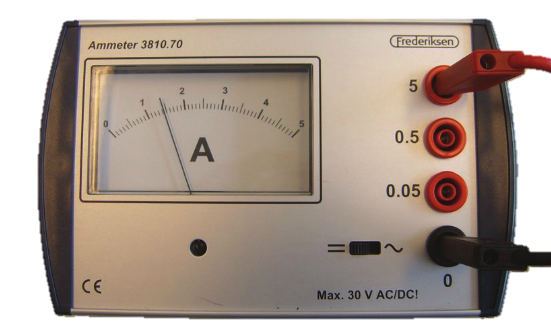 Ammeter 3810.70
Frederiksen
0 1 2 3 4 5
A
5
0.5
0.05
0
Max. 30 V AC/DC!
CE